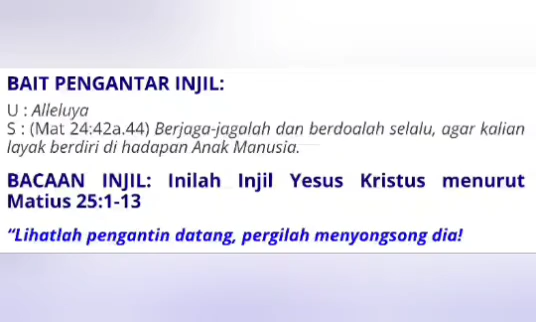 BAIT PENGANTAR INJIL:
U : Alleluya
S : (Mat 24:42a.44) Berjaga-jagalah dan berdoalah selalu, agar kalian
layak berdiri di hadapan Anak Manusia.
BACAAN INJIL: Inilah Injil Yesus Kristus menurut
Matius 25:1-13
“Lihatlah pengantin datang, pergilah menyongsong dia!